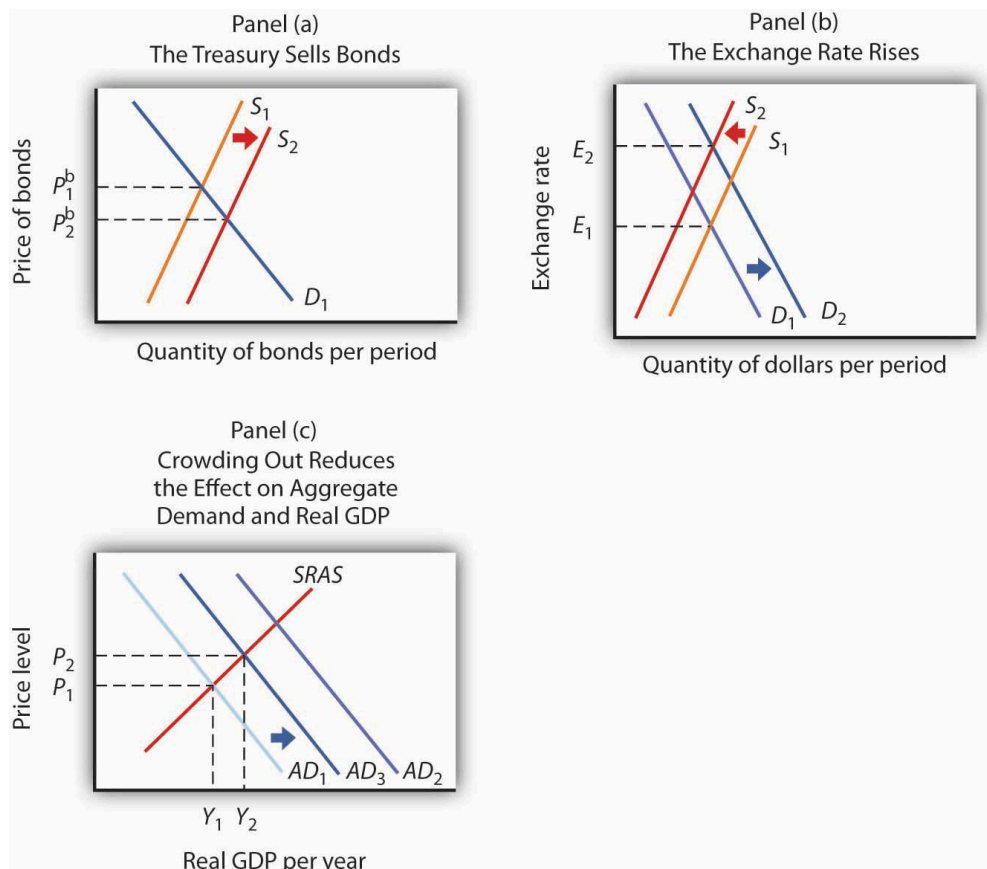 Panel (a)
The Treasury Sells Bonds
Price of bonds
P₁ᵇ
P₂ᵇ
S₁
S₂
D₁
Quantity of bonds per period
Panel (b)
The Exchange Rate Rises
Exchange rate
E₂
E₁
S₂
S₁
D₁
D₂
Quantity of dollars per period
Panel (c)
Crowding Out Reduces
the Effect on Aggregate
Demand and Real GDP
Price level
P₂
P₁
SRAS
AD₁
AD₃
AD₂
Y₁
Y₂
Real GDP per year